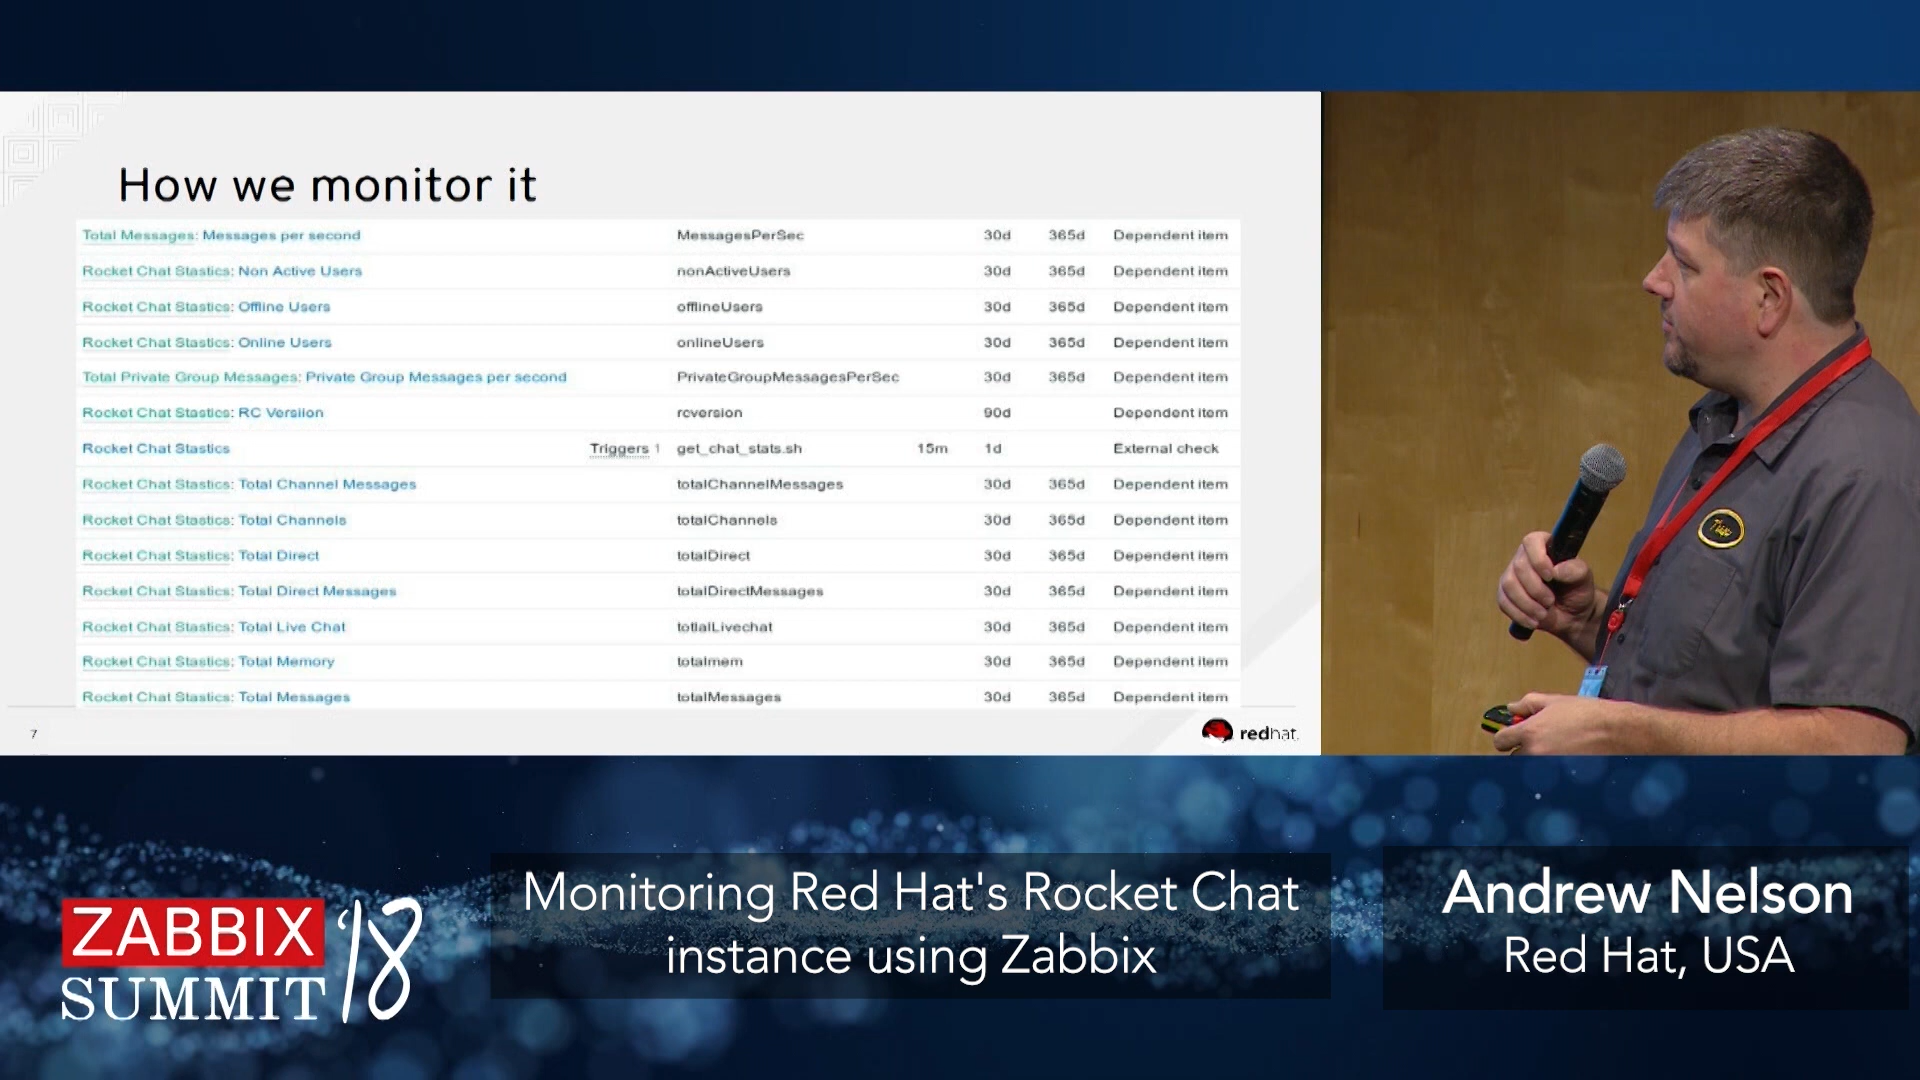 How we monitor it
Total Messages: Messages per second MessagesPerSec 30d 365d Dependent item
Rocket Chat Stastics: Non Active Users nonActiveUsers 30d 365d Dependent item
Rocket Chat Stastics: Offline Users offlineUsers 30d 365d Dependent item
Rocket Chat Stastics: Online Users onlineUsers 30d 365d Dependent item
Total Private Group Messages: Private Group Messages per second PrivateGroupMessagesPerSec 30d 365d Dependent item
Rocket Chat Stastics: RC Versiion rcversion 90d Dependent item
Rocket Chat Stastics Triggers 1 get_chat_stats.sh 15m 1d External check
Rocket Chat Stastics: Total Channel Messages totalChannelMessages 30d 365d Dependent item
Rocket Chat Stastics: Total Channels totalChannels 30d 365d Dependent item
Rocket Chat Stastics: Total Direct totalDirect 30d 365d Dependent item
Rocket Chat Stastics: Total Direct Messages totalDirectMessages 30d 365d Dependent item
Rocket Chat Stastics: Total Live Chat totlalLivechat 30d 365d Dependent item
Rocket Chat Stastics: Total Memory totalmem 30d 365d Dependent item
Rocket Chat Stastics: Total Messages totalMessages 30d 365d Dependent item
7
redhat.
ZABBIX '18
SUMMIT
Monitoring Red Hat's Rocket Chat
instance using Zabbix
Andrew Nelson
Red Hat, USA